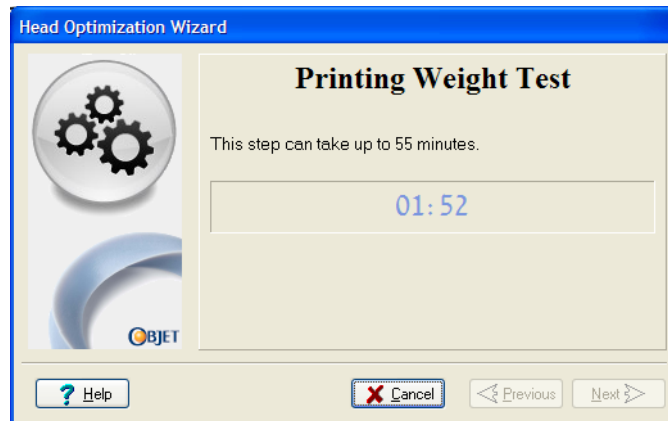 Head Optimization Wizard
Printing Weight Test
This step can take up to 55 minutes.
01:52
OBJET
? Help
Cancel
Previous
Next